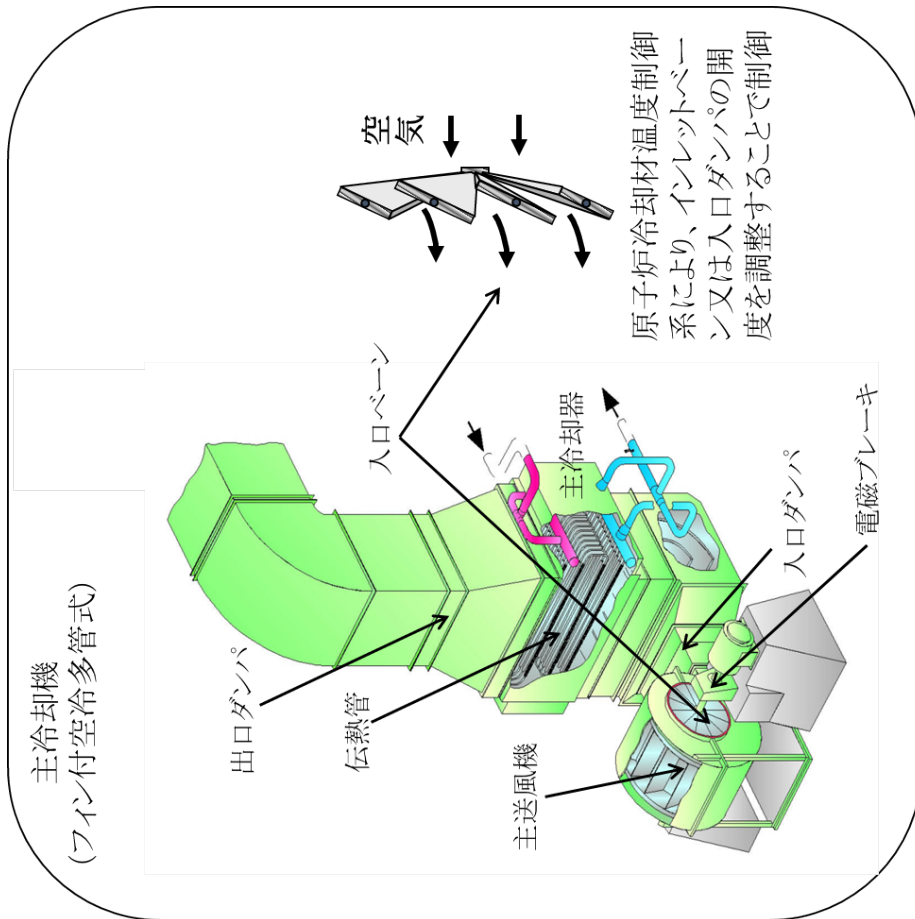 主冷却機
(フィン付空冷多管式)
出口ダンパ
伝熱管
主送風機
入口ベーン
主冷却器
入口ダンパ
電磁ブレーキ
空
気
原子炉冷却材温度制御
系により、インレットベー
ン又は入口ダンパの開
度を調整することで制御